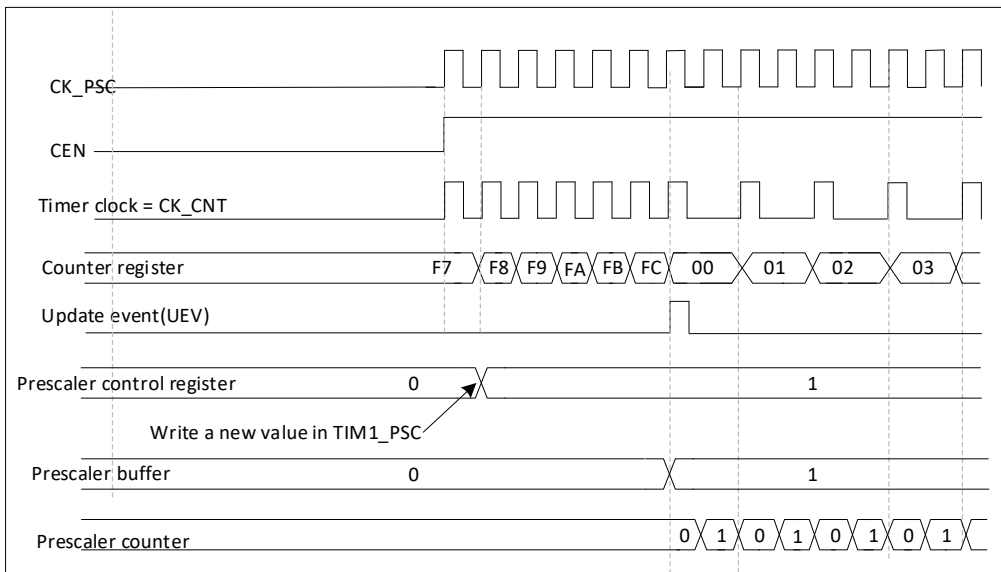 CK_PSC
CEN
Timer clock = CK_CNT
Counter register F7 F8 F9 FA FB FC 00 01 02 03
Update event(UEV)
Prescaler control register 0 1
Write a new value in TIM1_PSC
Prescaler buffer 0 1
Prescaler counter 0 1 0 1 0 1 0 1